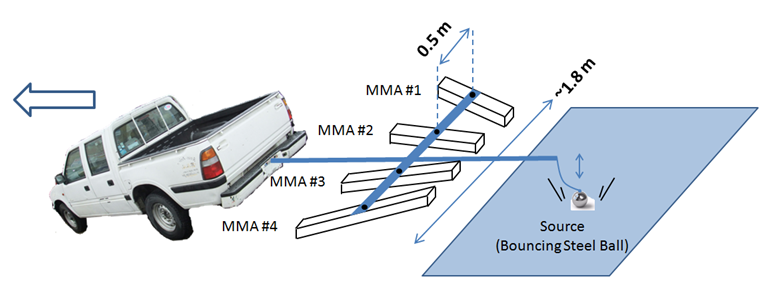 0.5 m
~1.8 m
MMA #1
MMA #2
MMA #3
MMA #4
Source
(Bouncing Steel Ball)